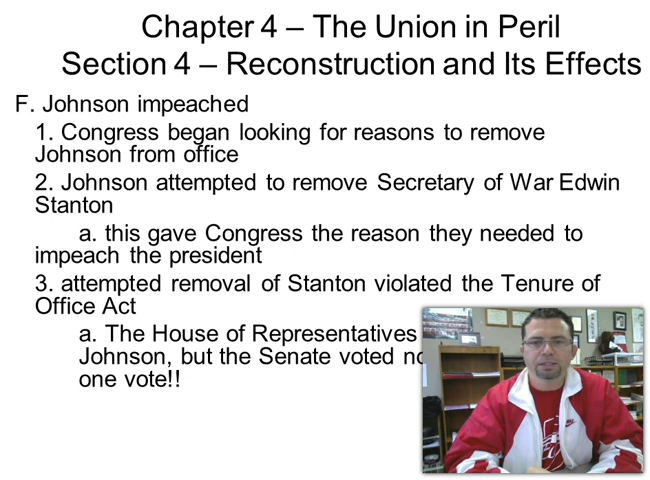 Chapter 4 – The Union in Peril
Section 4 – Reconstruction and Its Effects
F. Johnson impeached
1. Congress began looking for reasons to remove
Johnson from office
2. Johnson attempted to remove Secretary of War Edwin
Stanton
a. this gave Congress the reason they needed to
impeach the president
3. attempted removal of Stanton violated the Tenure of
Office Act
a. The House of Representatives
Johnson, but the Senate voted
one vote!!